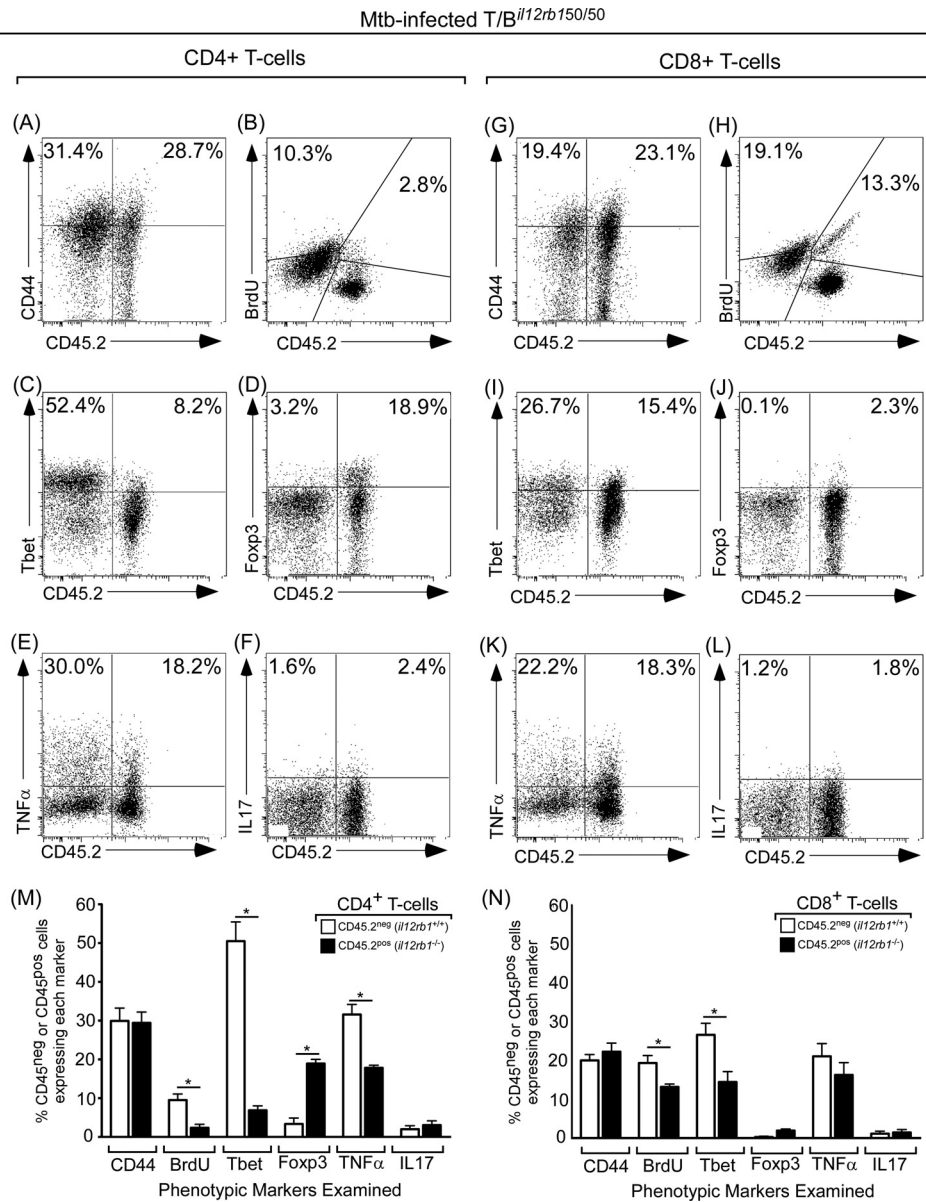 Mtb-infected T/B il12rb150/50
CD4+ T-cells
CD8+ T-cells
(A)
31.4% 28.7%
CD44
CD45.2
(B)
10.3%
2.8%
BrdU
CD45.2
(G)
19.4% 23.1%
CD44
CD45.2
(H)
19.1%
13.3%
BrdU
CD45.2
(C)
52.4% 8.2%
Tbet
CD45.2
(D)
3.2% 18.9%
Foxp3
CD45.2
(I)
26.7% 15.4%
Tbet
CD45.2
(J)
0.1% 2.3%
Foxp3
CD45.2
(E)
30.0% 18.2%
TNFα
CD45.2
(F)
1.6% 2.4%
IL17
CD45.2
(K)
22.2% 18.3%
TNFα
CD45.2
(L)
1.2% 1.8%
IL17
CD45.2
(M)
% CD45neg or CD45pos cells
expressing each marker
60
50
40
30
20
10
0
CD4+ T-cells
CD45.2neg (il12rb1+/+)
CD45.2pos (il12rb1-/-)
* * * *
CD44 BrdU Tbet Foxp3 TNFα IL17
Phenotypic Markers Examined
(N)
% CD45neg or CD45pos cells
expressing each marker
60
50
40
30
20
10
0
CD8+ T-cells
CD45.2neg (il12rb1+/+)
CD45.2pos (il12rb1-/-)
* *
CD44 BrdU Tbet Foxp3 TNFα IL17
Phenotypic Markers Examined